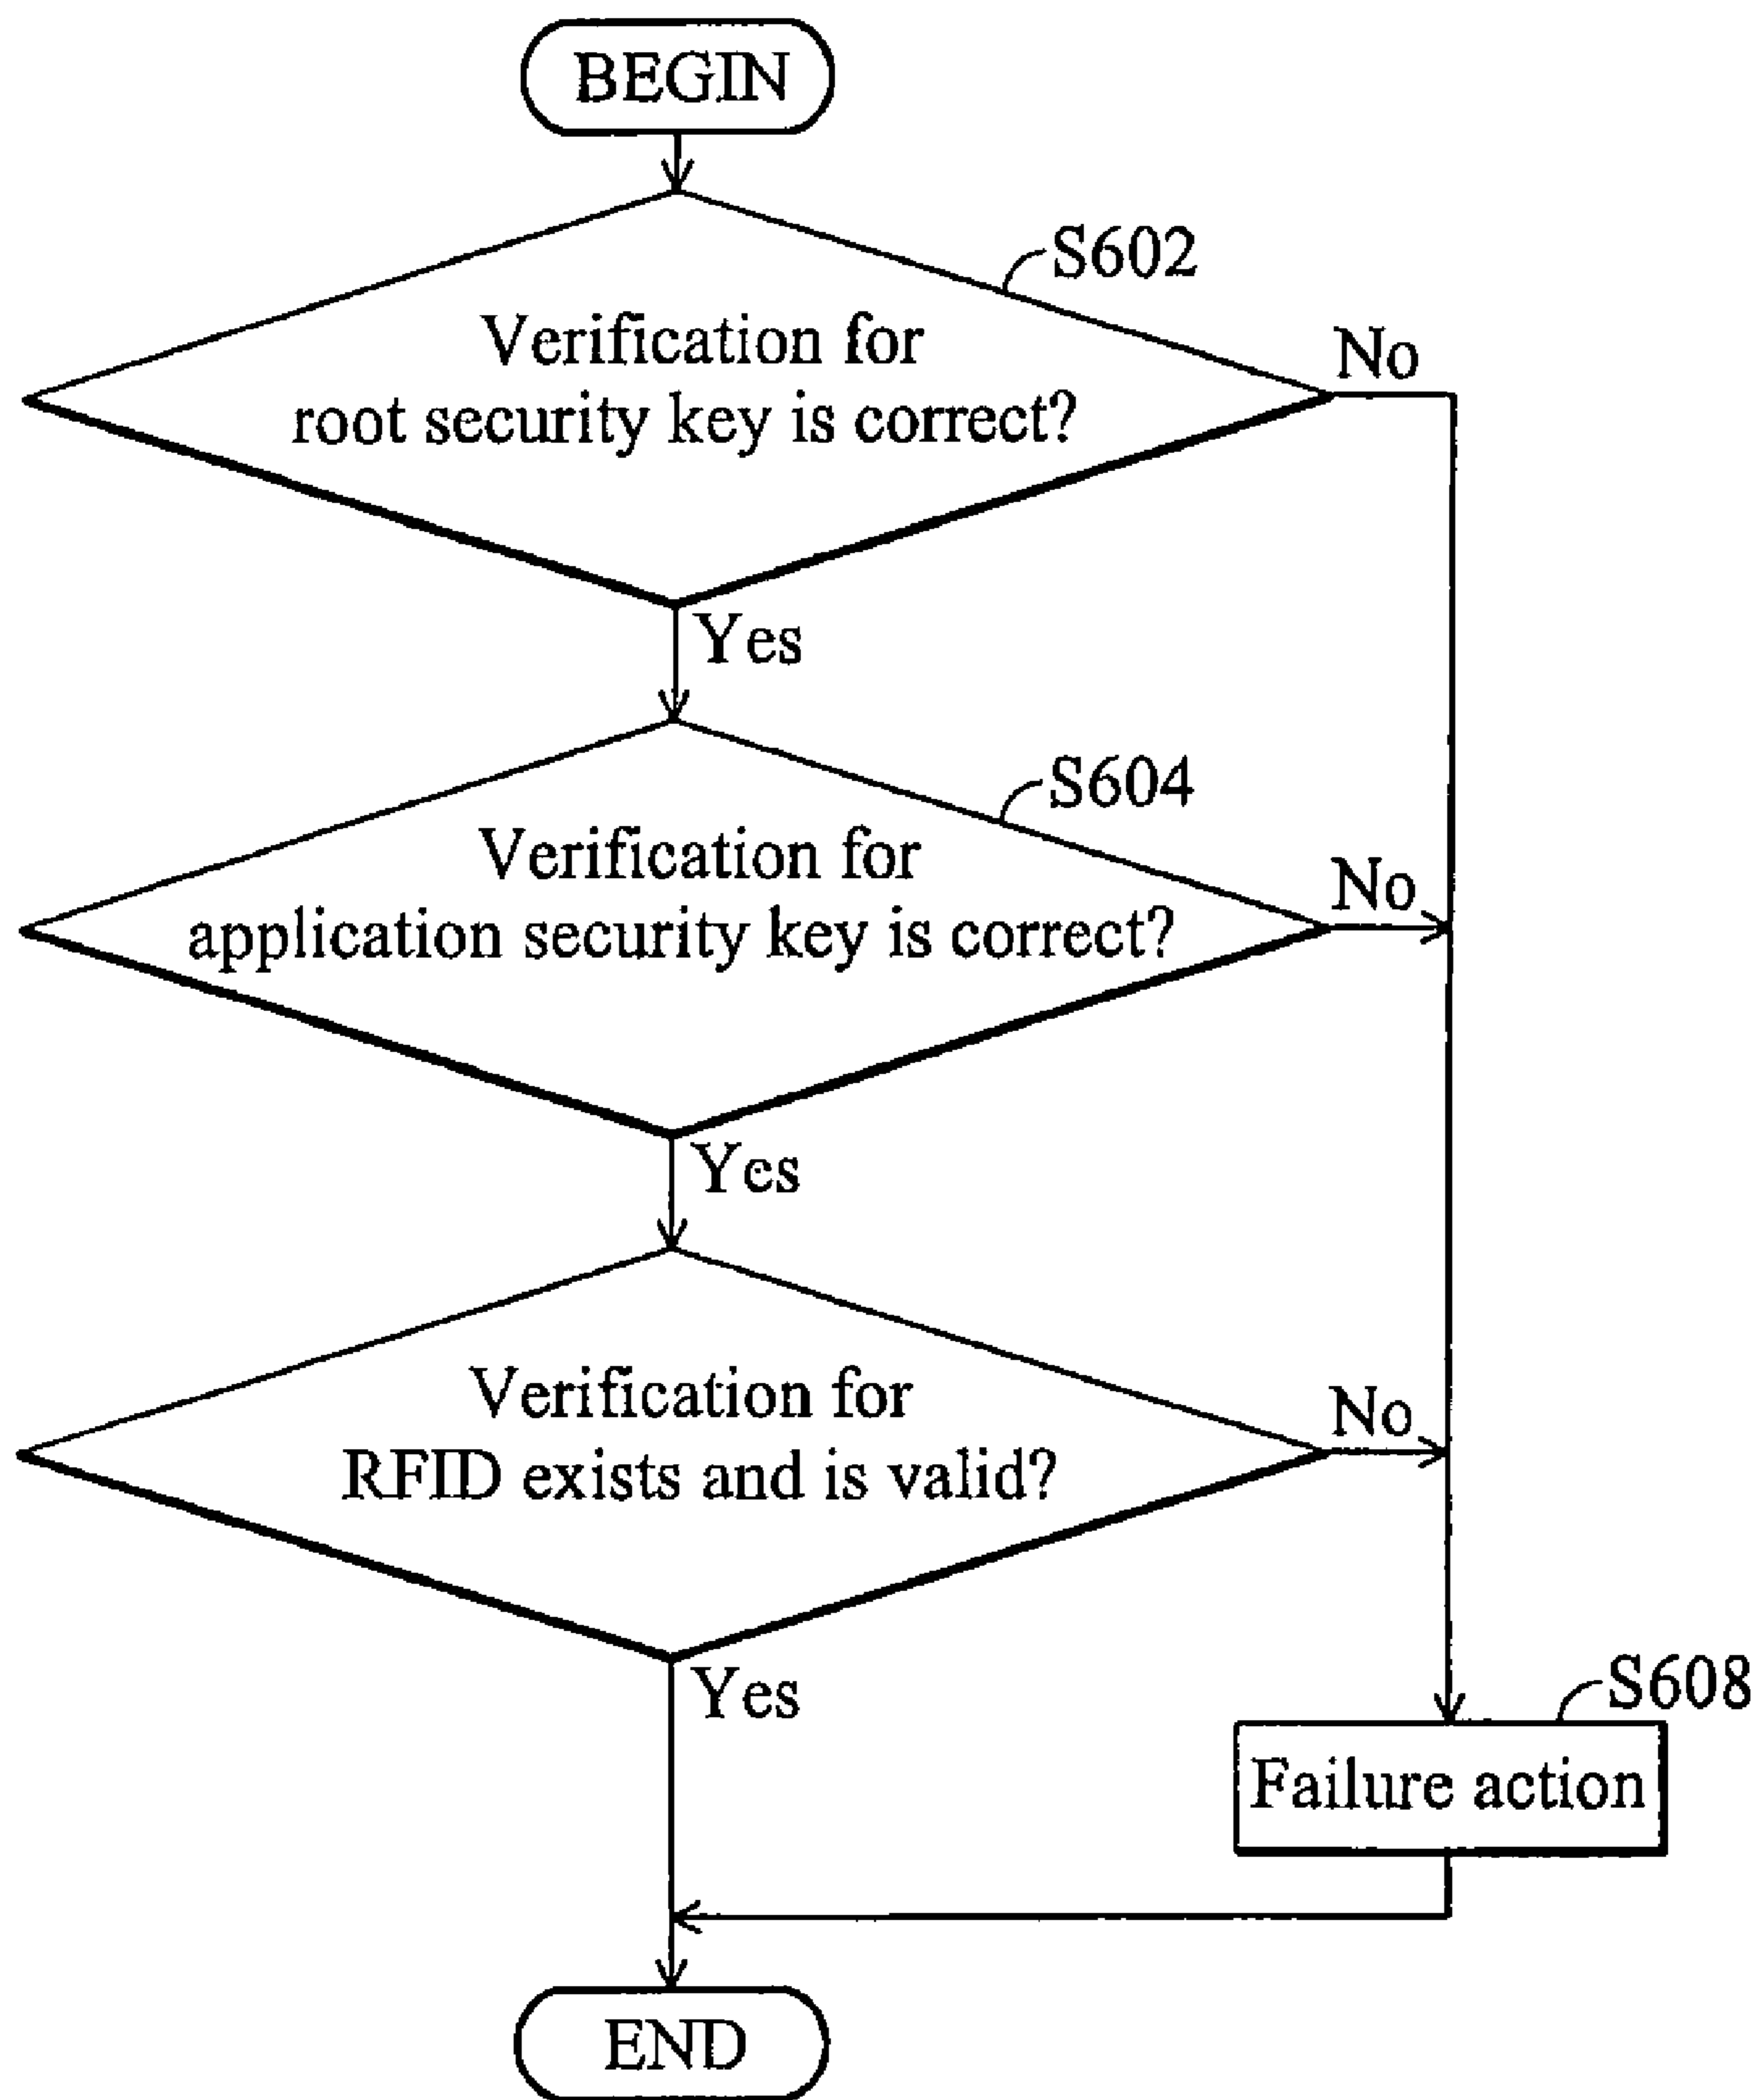 BEGIN
S602
Verification for
root security key is correct?
No
Yes
S604
Verification for
application security key is correct?
No
Yes
Verification for
RFID exists and is valid?
No
Yes
S608
Failure action
END